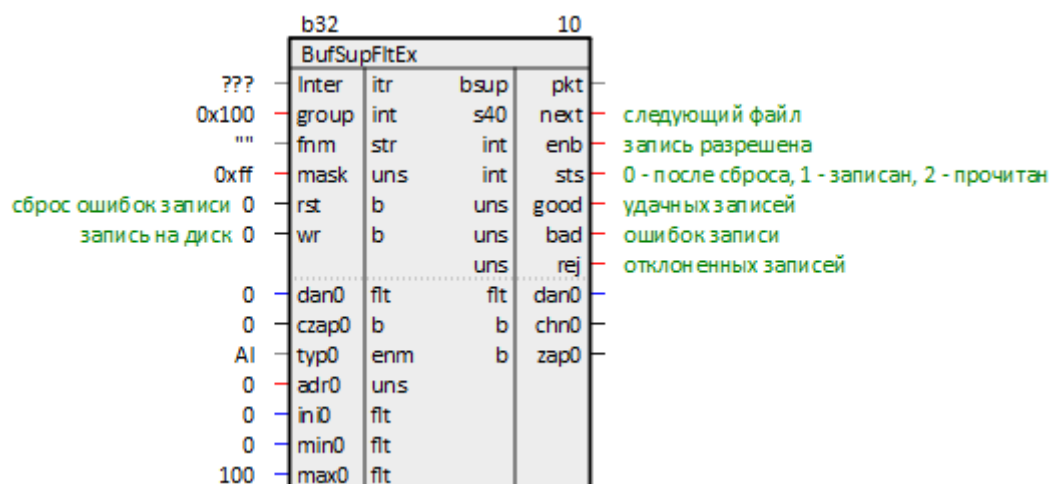 b32 10
BufSupFltEx
??? Inter itr bsup pkt
0x100 group int s40 next следующий файл
"" fnm str int enb запись разрешена
0xff mask uns int sts 0 - после сброса, 1 - записан, 2 - прочитан
сброс ошибок записи 0 rst b uns good удачных записей
запись на диск 0 wr b uns bad ошибок записи
uns rej отклоненных записей
0 dan0 flt flt dan0
0 czap0 b b chn0
AI typ0 enm b zap0
0 adr0 uns
0 ini0 flt
0 min0 flt
100 max0 flt